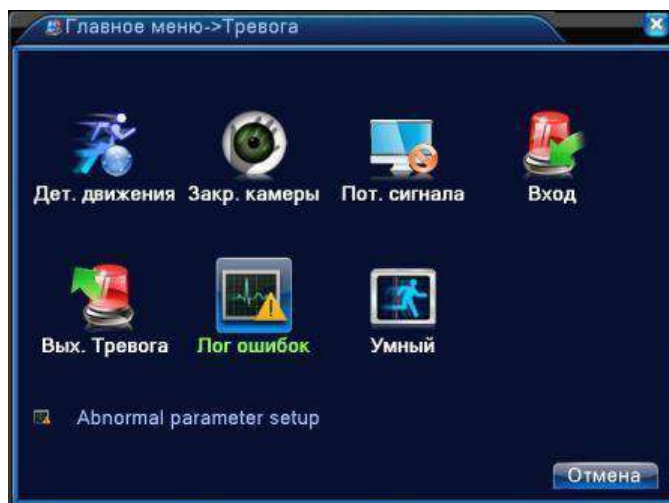 Главное меню->Тревога
Дет. движения Закр. камеры Пот. сигнала Вход
Вых. Тревога Лог ошибок Умный
Abnormal parameter setup
Отмена